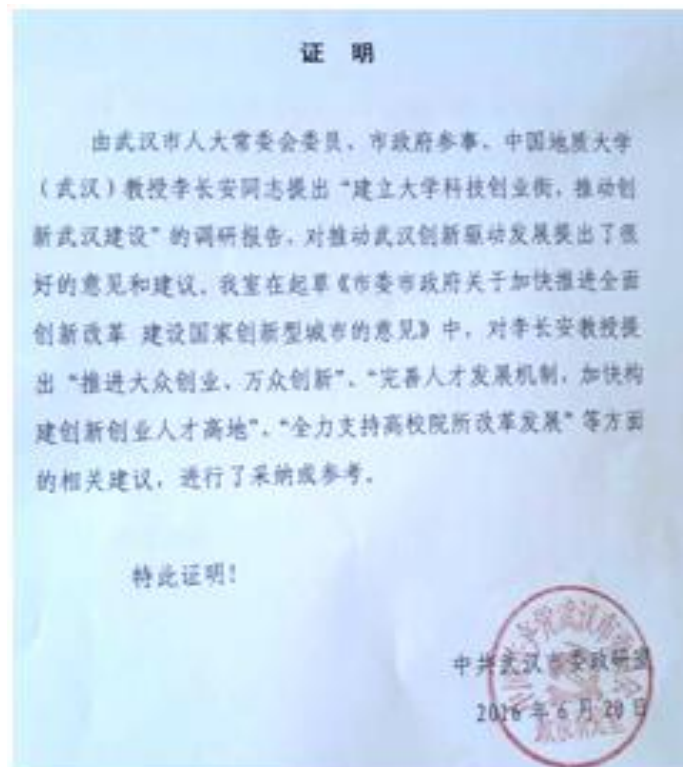 证 明
由武汉市人大常委会委员、市政府参事、中国地质大学
（武汉）教授李长安同志提出“建立大学科技创业街，推动创
新武汉建设”的调研报告，对推动武汉创新驱动发展提出了很
好的意见和建议。我室在起草《市委市政府关于加快推进全面
创新改革 建设国家创新型城市的意见》中，对李长安教授提
出“推进大众创业、万众创新”、“完善人才发展机制，加快构
建创新创业人才高地”、“全力支持高校院所改革发展”等方面
的相关建议，进行了采纳或参考。
特此证明！
中共武汉市委政研室
2016年6月20日